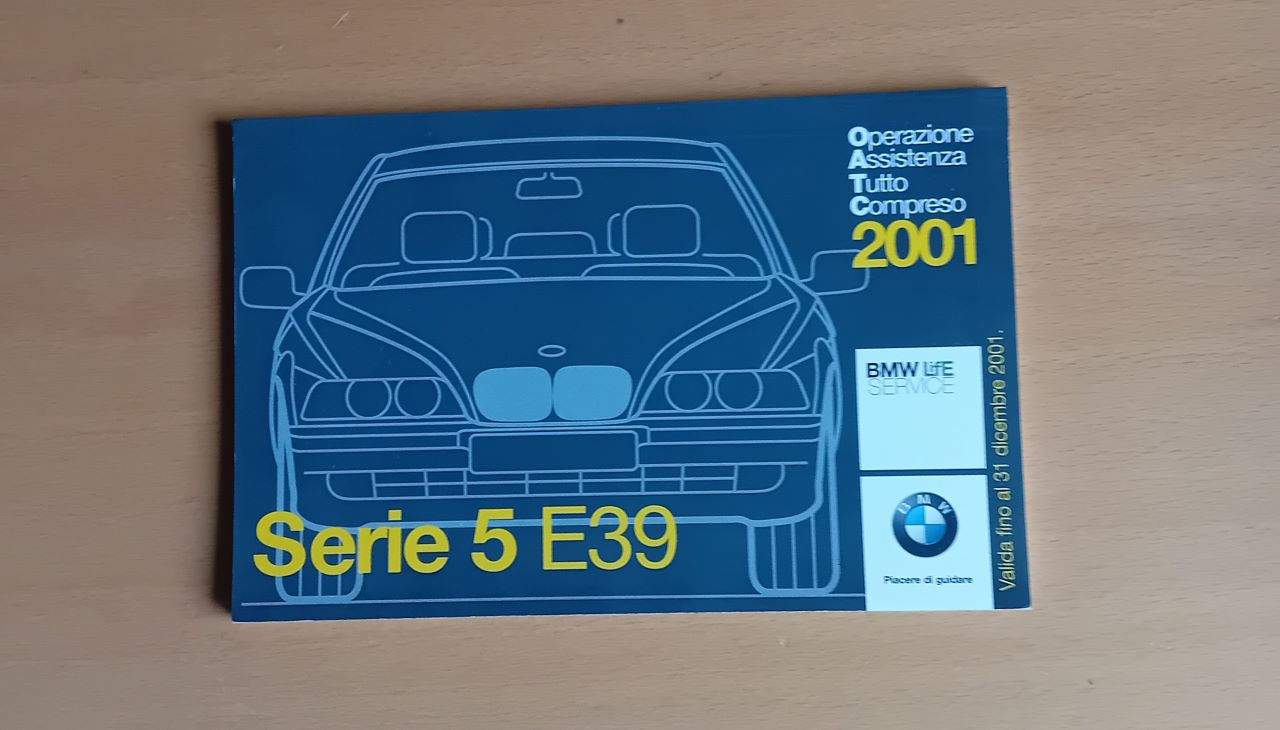 Operazione
Assistenza
Tutto
Compreso
2001
BMW LifE
SERVICE
BMW
Piacere di guidare
Valida fino al 31 dicembre 2001.
Serie 5 E39